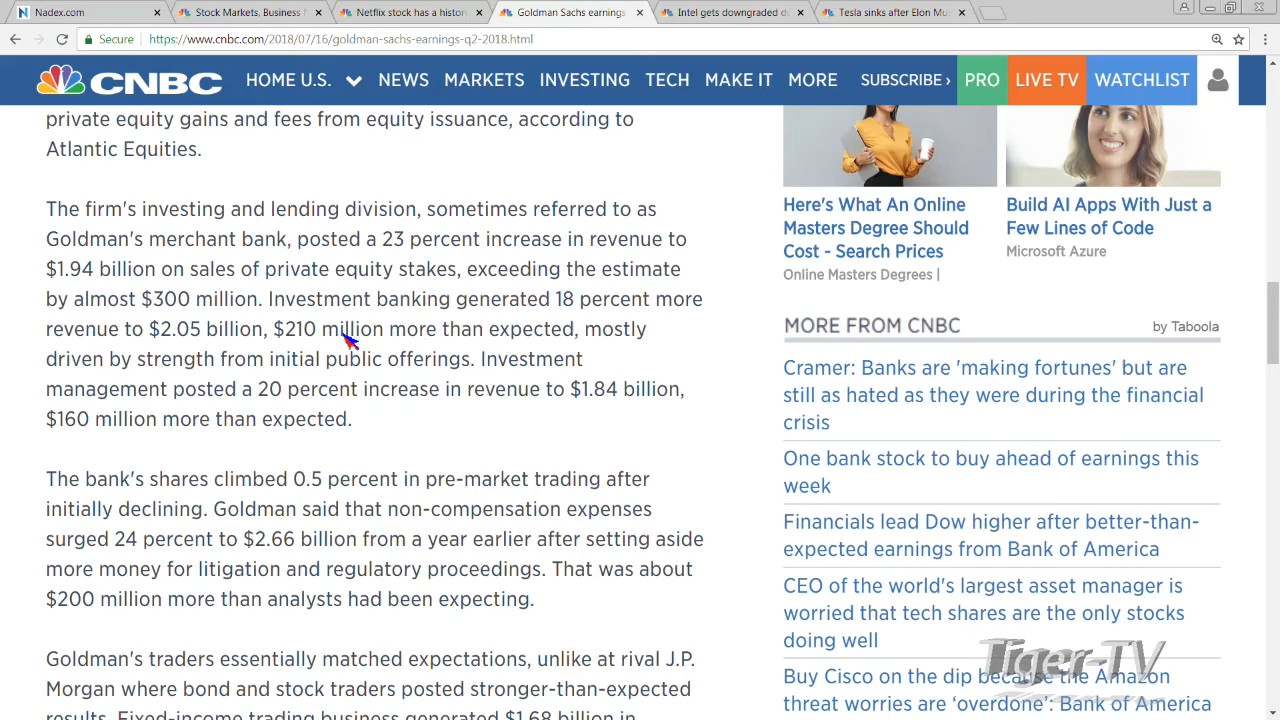 Nadex.com
Stock Markets, Business
Netflix stock has a histor
Goldman Sachs earnings
Intel gets downgraded d
Tesla sinks after Elon Mu
Secure
https://www.cnbc.com/2018/07/16/goldman-sachs-earnings-q2-2018.html
CNBC
HOME U.S.
NEWS
MARKETS
INVESTING
TECH
MAKE IT
MORE
SUBSCRIBE ›
PRO
LIVE TV
WATCHLIST
private equity gains and fees from equity issuance, according to
Atlantic Equities.
The firm's investing and lending division, sometimes referred to as
Goldman's merchant bank, posted a 23 percent increase in revenue to
$1.94 billion on sales of private equity stakes, exceeding the estimate
by almost $300 million. Investment banking generated 18 percent more
revenue to $2.05 billion, $210 million more than expected, mostly
driven by strength from initial public offerings. Investment
management posted a 20 percent increase in revenue to $1.84 billion,
$160 million more than expected.
The bank's shares climbed 0.5 percent in pre-market trading after
initially declining. Goldman said that non-compensation expenses
surged 24 percent to $2.66 billion from a year earlier after setting aside
more money for litigation and regulatory proceedings. That was about
$200 million more than analysts had been expecting.
Goldman's traders essentially matched expectations, unlike at rival J.P.
Morgan where bond and stock traders posted stronger-than-expected
results. Fixed-income trading business generated $1.68 billion in
Here's What An Online
Masters Degree Should
Cost - Search Prices
Online Masters Degrees |
Build AI Apps With Just a
Few Lines of Code
Microsoft Azure
MORE FROM CNBC
by Taboola
Cramer: Banks are 'making fortunes' but are
still as hated as they were during the financial
crisis
One bank stock to buy ahead of earnings this
week
Financials lead Dow higher after better-than-
expected earnings from Bank of America
CEO of the world's largest asset manager is
worried that tech shares are the only stocks
doing well
Buy Cisco on the dip because the Amazon
threat worries are 'overdone': Bank of America
Tiger-TV